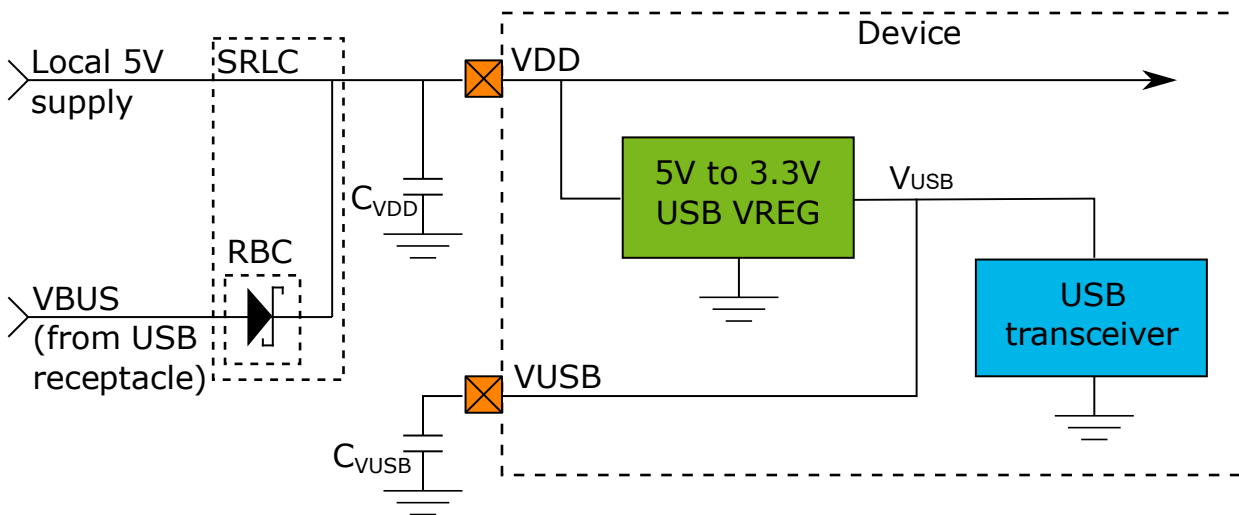 Device
Local 5V
supply
SRLC
VDD
5V to 3.3V
USB VREG
VUSB
CVDD
RBC
VBUS
(from USB
receptacle)
USB
transceiver
VUSB
CVUSB